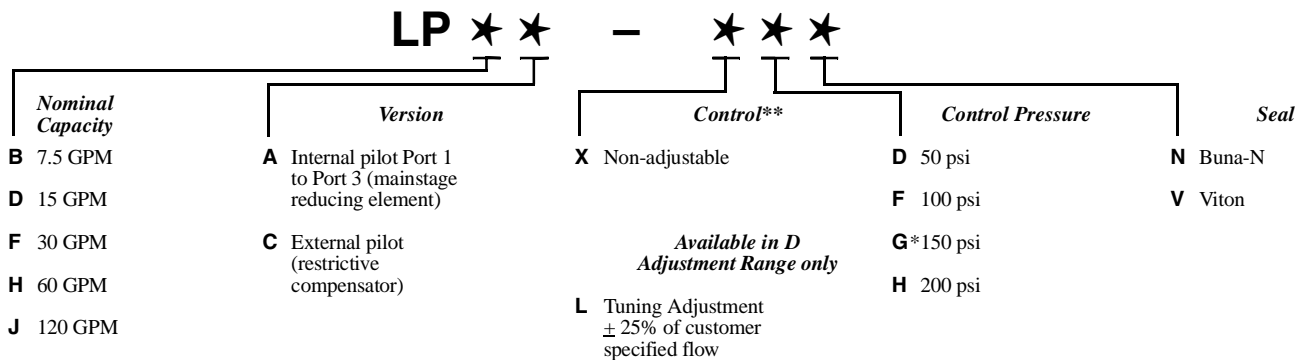 LP ★ ★ – ★ ★ ★
Nominal
Capacity
B 7.5 GPM
D 15 GPM
F 30 GPM
H 60 GPM
J 120 GPM
Version
A Internal pilot Port 1
to Port 3 (mainstage
reducing element)
C External pilot
(restrictive
compensator)
Control**
X Non-adjustable
Available in D
Adjustment Range only
L Tuning Adjustment
± 25% of customer
specified flow
Control Pressure
D 50 psi
F 100 psi
G*150 psi
H 200 psi
Seal
N Buna-N
V Viton